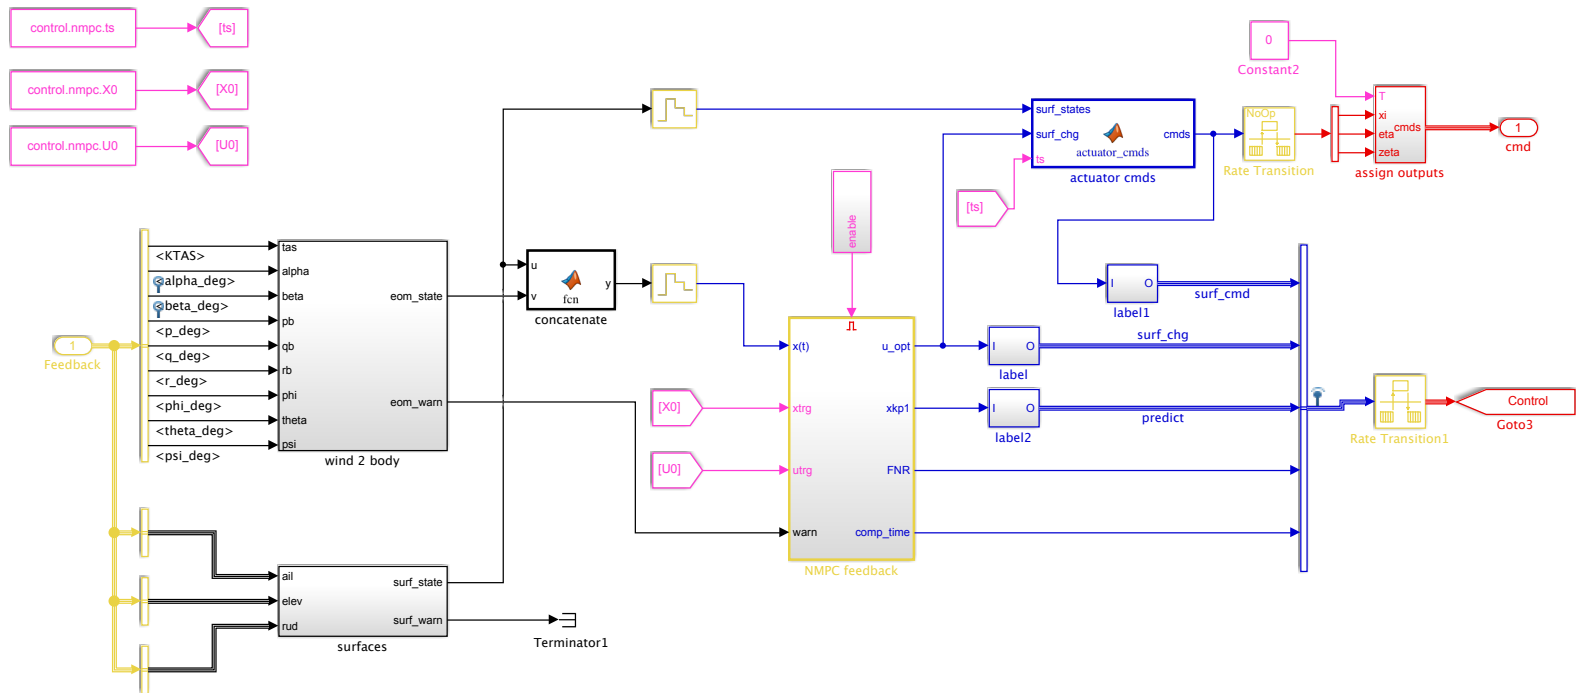 control.nmpc.ts
[ts]
control.nmpc.X0
[X0]
control.nmpc.U0
[U0]
0
Constant2
surf_states
surf_chg
ts
cmds
actuator_cmds
actuator cmds
[ts]
NoOp
Rate Transition
T
xi
eta
zeta
cmds
assign outputs
1
cmd
enable
1
Feedback
<KTAS>
<alpha_deg>
<beta_deg>
<p_deg>
<q_deg>
<r_deg>
<phi_deg>
<theta_deg>
<psi_deg>
tas
alpha
beta
pb
qb
rb
phi
theta
psi
eom_state
eom_warn
wind 2 body
u
v
y
fcn
concatenate
[X0]
[U0]
x(t)
xtrg
utrg
warn
u_opt
xkp1
FNR
comp_time
NMPC feedback
I
O
label1
surf_cmd
I
O
label
surf_chg
I
O
label2
predict
Rate Transition1
Control
Goto3
ail
elev
rud
surf_state
surf_warn
surfaces
Terminator1